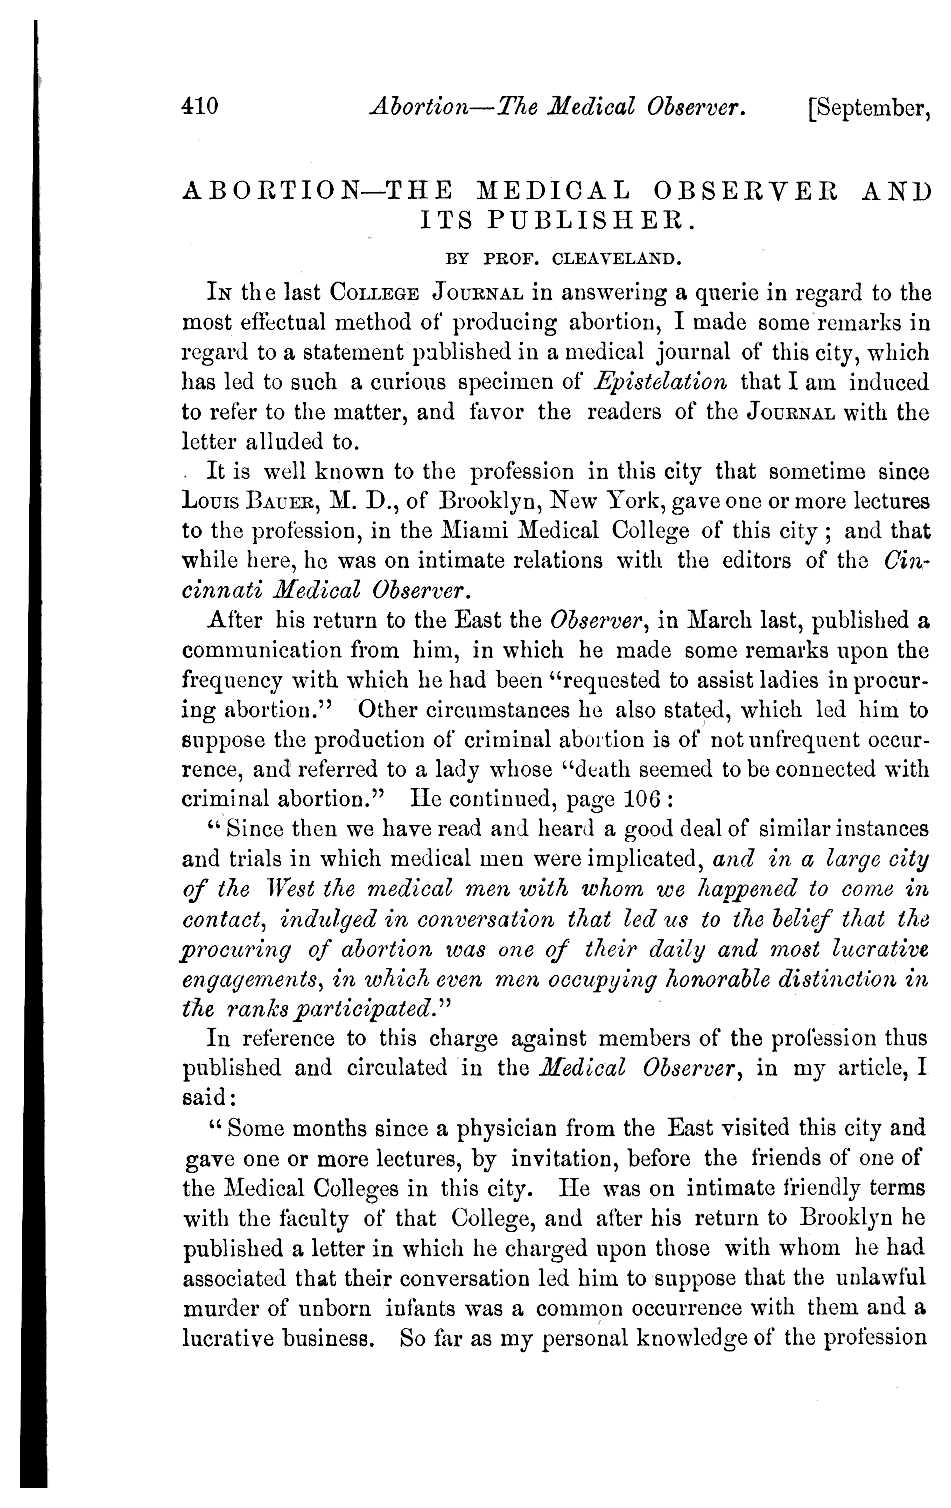 410 Abortion—The Medical Observer. [September,
ABORTION—THE MEDICAL OBSERVER AND
ITS PUBLISHER.
BY PROF. CLEAVELAND.
In the last College Journal in answering a querie in regard to the
most effectual method of producing abortion, I made some remarks in
regard to a statement published in a medical journal of this city, which
has led to such a curious specimen of Epistelation that I am induced
to refer to the matter, and favor the readers of the Journal with the
letter alluded to.
It is well known to the profession in this city that sometime since
Louis Bauer, M. D., of Brooklyn, New York, gave one or more lectures
to the profession, in the Miami Medical College of this city; and that
while here, he was on intimate relations with the editors of the Cin-
cinnati Medical Observer.
After his return to the East the Observer, in March last, published a
communication from him, in which he made some remarks upon the
frequency with which he had been "requested to assist ladies in procur-
ing abortion." Other circumstances he also stated, which led him to
suppose the production of criminal abortion is of not unfrequent occur-
rence, and referred to a lady whose "death seemed to be connected with
criminal abortion." He continued, page 106:
"Since then we have read and heard a good deal of similar instances
and trials in which medical men were implicated, and in a large city
of the West the medical men with whom we happened to come in
contact, indulged in conversation that led us to the belief that the
procuring of abortion was one of their daily and most lucrative
engagements, in which even men occupying honorable distinction in
the ranks participated."
In reference to this charge against members of the profession thus
published and circulated in the Medical Observer, in my article, I
said:
"Some months since a physician from the East visited this city and
gave one or more lectures, by invitation, before the friends of one of
the Medical Colleges in this city. He was on intimate friendly terms
with the faculty of that College, and after his return to Brooklyn he
published a letter in which he charged upon those with whom he had
associated that their conversation led him to suppose that the unlawful
murder of unborn infants was a common occurrence with them and a
lucrative business. So far as my personal knowledge of the profession